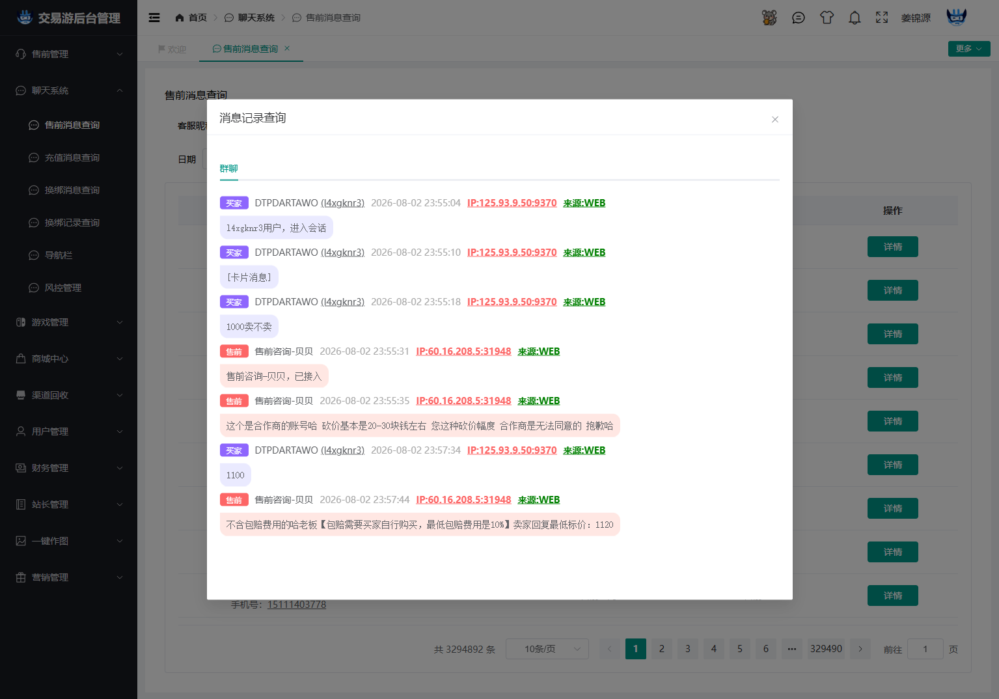 交易游后台管理
首页
聊天系统
售前消息查询
姜锦源
欢迎
售前消息查询
更多
售前管理
聊天系统
售前消息查询
充值消息查询
换绑消息查询
换绑记录查询
导航栏
风控管理
游戏管理
商城中心
渠道回收
用户管理
财务管理
站长管理
一键作图
营销管理
售前消息查询
客服昵
日期
消息记录查询
群聊
买家 DTPDARTAWO (l4xgknr3) 2026-08-02 23:55:04 IP:125.93.9.50:9370 来源:WEB
l4xgknr3用户，进入会话
买家 DTPDARTAWO (l4xgknr3) 2026-08-02 23:55:10 IP:125.93.9.50:9370 来源:WEB
[卡片消息]
买家 DTPDARTAWO (l4xgknr3) 2026-08-02 23:55:18 IP:125.93.9.50:9370 来源:WEB
1000卖不卖
售前 售前咨询-贝贝 2026-08-02 23:55:31 IP:60.16.208.5:31948 来源:WEB
售前咨询-贝贝，已接入
售前 售前咨询-贝贝 2026-08-02 23:55:35 IP:60.16.208.5:31948 来源:WEB
这个是合作商的账号哈 砍价基本是20-30块钱左右 您这种砍价幅度 合作商是无法同意的 抱歉哈
买家 DTPDARTAWO (l4xgknr3) 2026-08-02 23:57:34 IP:125.93.9.50:9370 来源:WEB
1100
售前 售前咨询-贝贝 2026-08-02 23:57:44 IP:60.16.208.5:31948 来源:WEB
不含包赔费用的哈老板【包赔需要买家自行购买，最低包赔费用是10%】卖家回复最低标价：1120
操作
详情
详情
详情
详情
详情
详情
详情
详情
详情
手机号：15111403778
共 3294892 条 10条/页 1 2 3 4 5 6 ••• 329490 前往 1 页